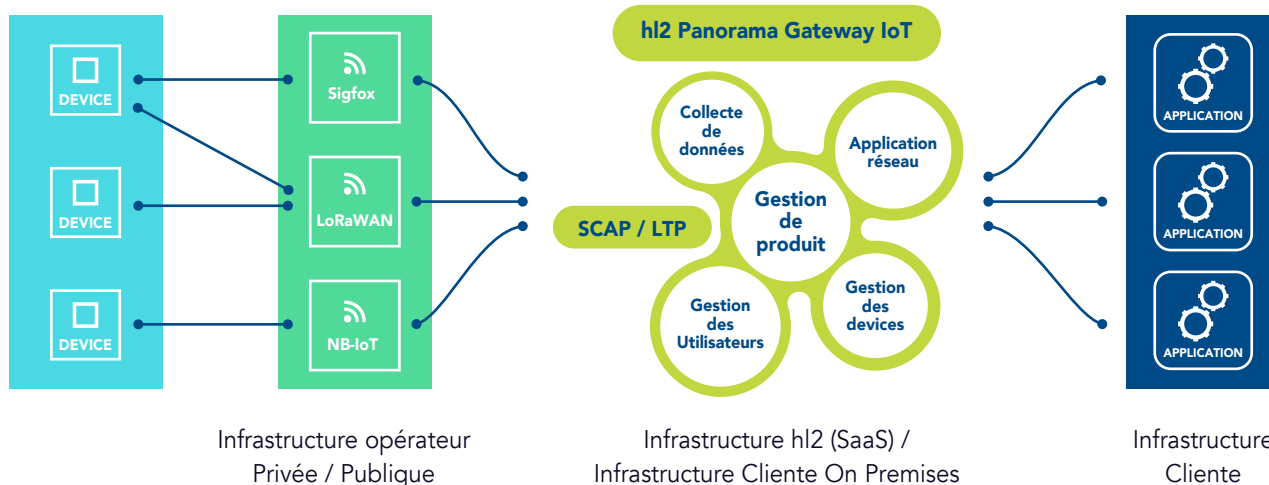 hl2 Panorama Gateway IoT
DEVICE
DEVICE
DEVICE
Sigfox
LoRaWAN
NB-IoT
SCAP / LTP
Collecte
de
données
Application
réseau
Gestion
de
produit
Gestion
des
Utilisateurs
Gestion
des
devices
APPLICATION
APPLICATION
APPLICATION
Infrastructure opérateur
Privée / Publique
Infrastructure hl2 (SaaS) /
Infrastructure Cliente On Premises
Infrastructure
Cliente